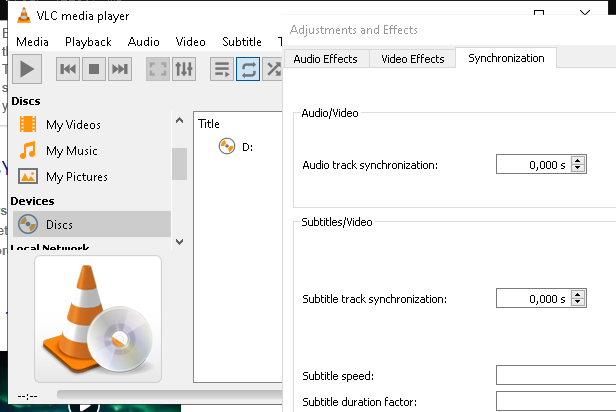 VLC media player
Media Playback Audio Video Subtitle
Discs
My Videos
My Music
My Pictures
Devices
Discs
Local Network
Title
D:
--:--
Adjustments and Effects
Audio Effects Video Effects Synchronization
Audio/Video
Audio track synchronization: 0,000 s
Subtitles/Video
Subtitle track synchronization: 0,000 s
Subtitle speed:
Subtitle duration factor: